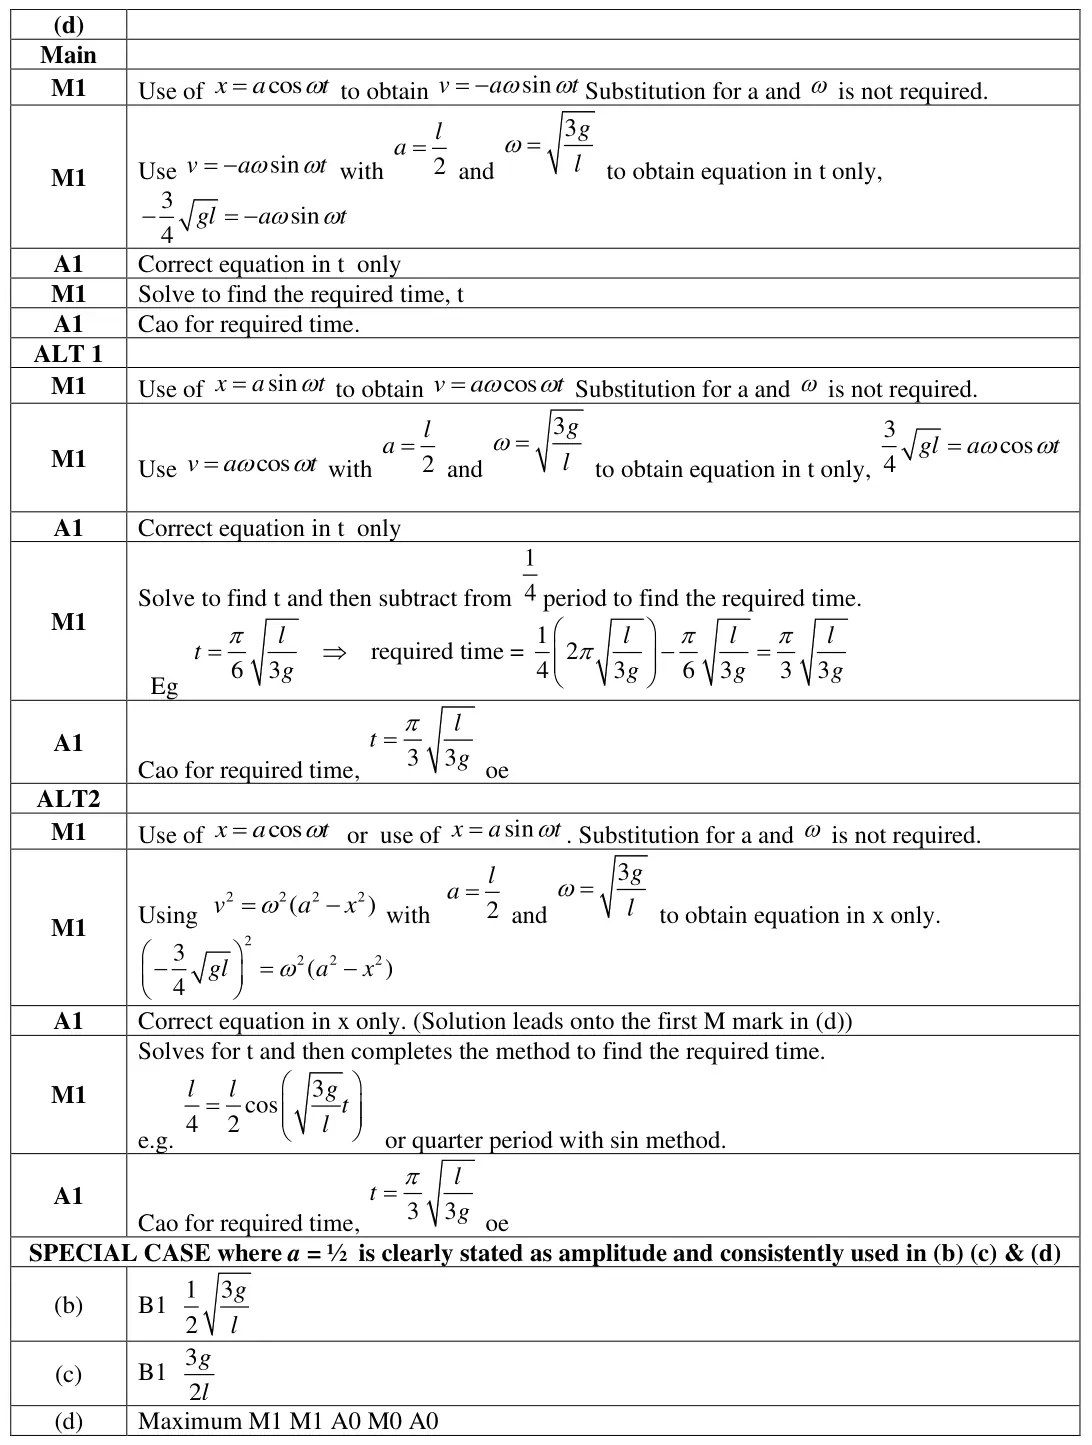 (d)
Main
M1 Use of x = a cos ωt to obtain v = −aω sin ωt Substitution for a and ω is not required.
M1 Use v = −aω sin ωt with a = l/2 and ω = √(3g/l) to obtain equation in t only,
−3/4 √(gl) = −aω sin ωt
A1 Correct equation in t only
M1 Solve to find the required time, t
A1 Cao for required time.
ALT 1
M1 Use of x = a sin ωt to obtain v = aω cos ωt Substitution for a and ω is not required.
M1 Use v = aω cos ωt with a = l/2 and ω = √(3g/l) to obtain equation in t only, 3/4 √(gl) = aω cos ωt
A1 Correct equation in t only
M1 Solve to find t and then subtract from 1/4 period to find the required time.
Eg t = π/6 √(l/3g) ⇒ required time = 1/4 (2π √(l/3g)) − π/6 √(l/3g) = π/3 √(l/3g)
A1 Cao for required time, t = π/3 √(l/3g) oe
ALT2
M1 Use of x = a cos ωt or use of x = a sin ωt. Substitution for a and ω is not required.
M1 Using v² = ω²(a² − x²) with a = l/2 and ω = √(3g/l) to obtain equation in x only.
(−3/4 √(gl))² = ω²(a² − x²)
A1 Correct equation in x only. (Solution leads onto the first M mark in (d))
M1 Solves for t and then completes the method to find the required time.
e.g. l/4 = l/2 cos(√(3g/l) t) or quarter period with sin method.
A1 Cao for required time, t = π/3 √(l/3g) oe
SPECIAL CASE where a = ½ is clearly stated as amplitude and consistently used in (b) (c) & (d)
(b) B1 1/2 √(3g/l)
(c) B1 3g/2l
(d) Maximum M1 M1 A0 M0 A0